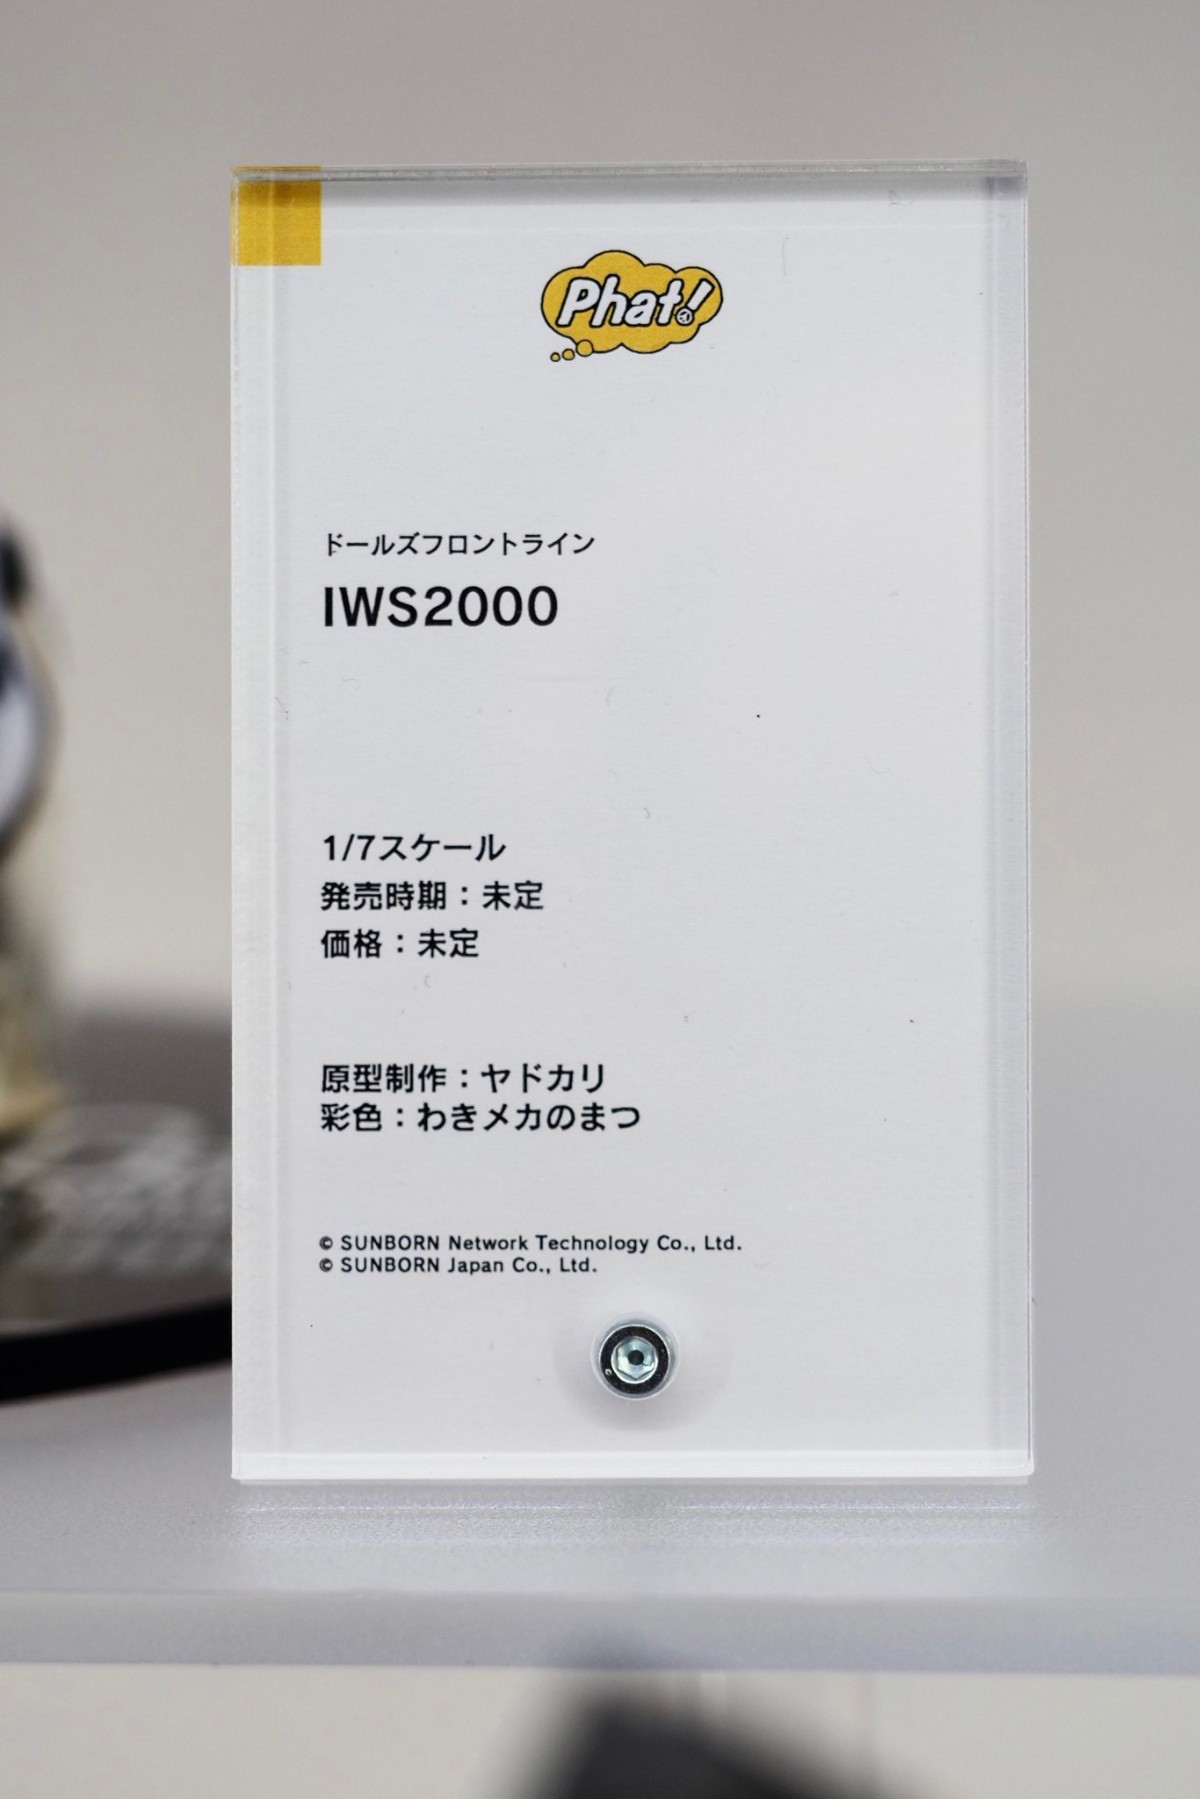 Phat!
ドールズフロントライン
IWS2000
1/7スケール
発売時期：未定
価格：未定
原型制作：ヤドカリ
彩色：わきメカのまつ
© SUNBORN Network Technology Co., Ltd.
© SUNBORN Japan Co., Ltd.